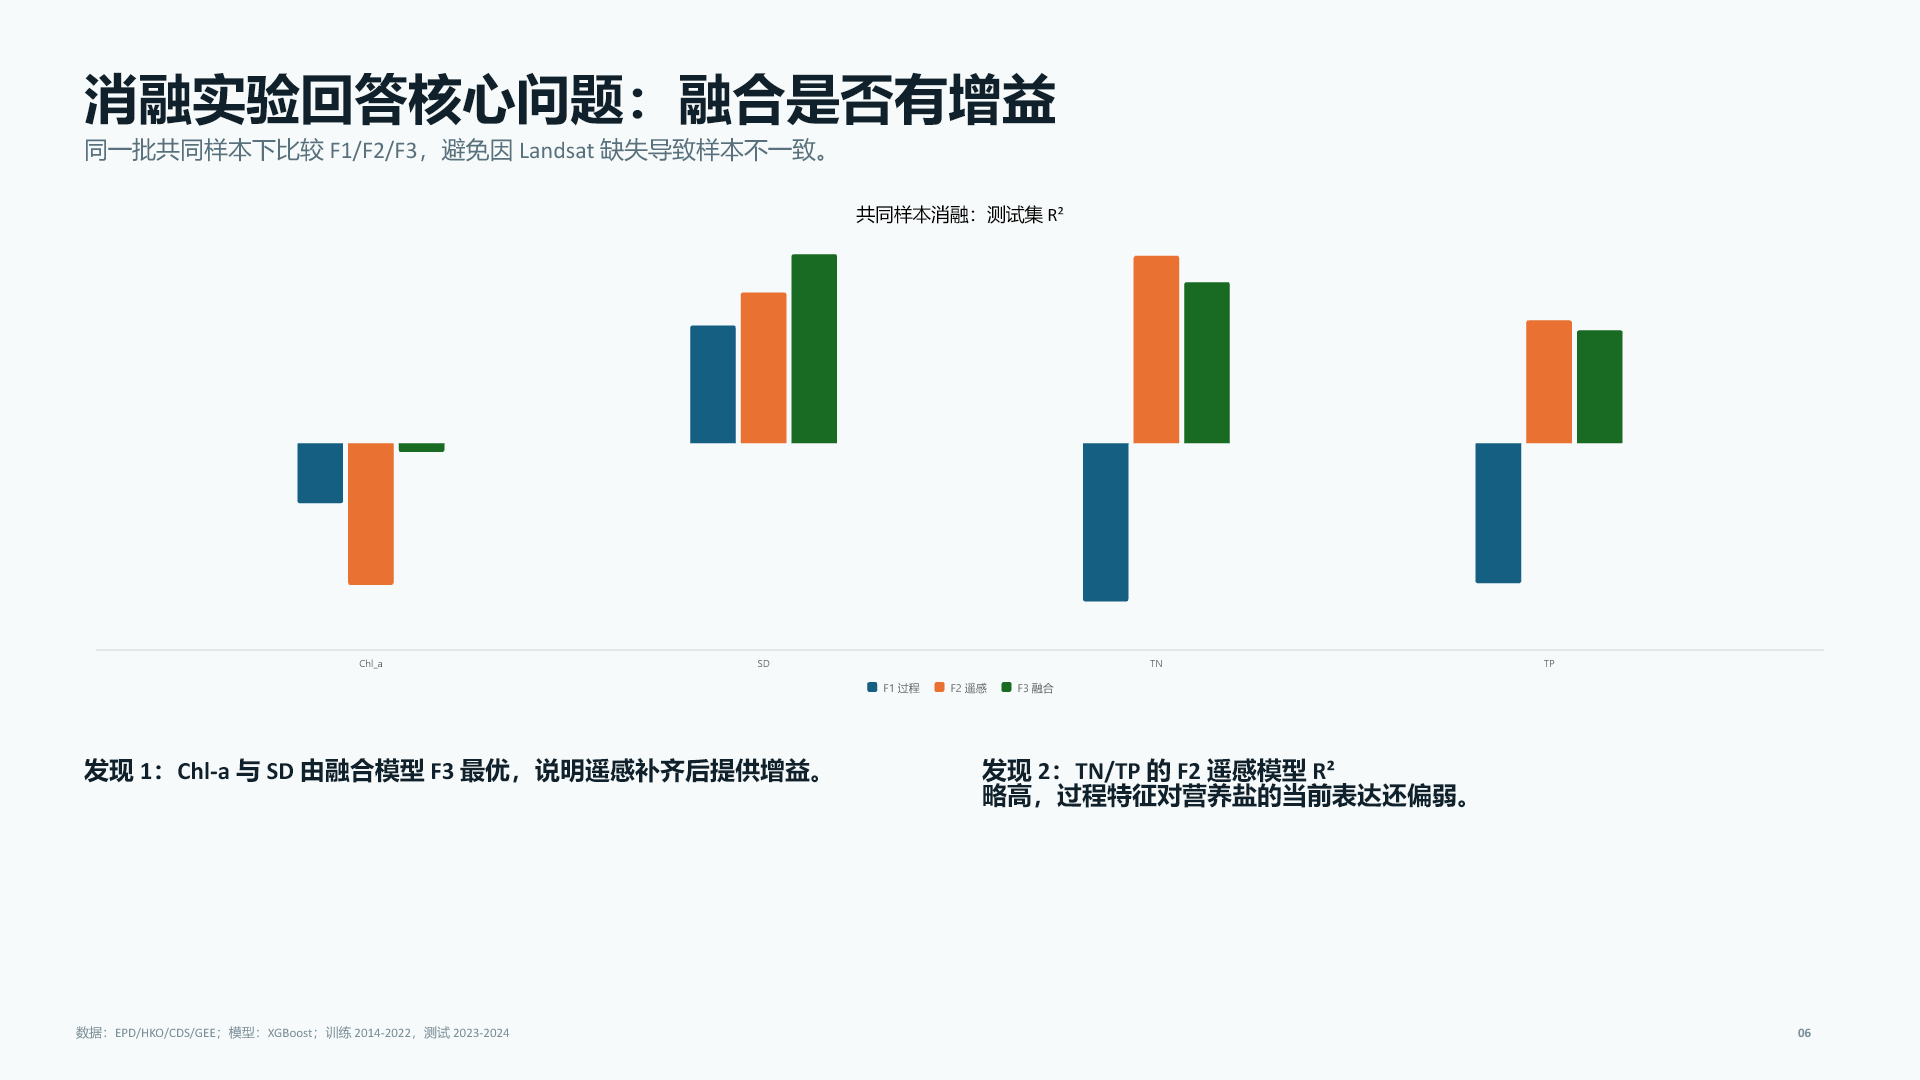 消融实验回答核心问题：融合是否有增益
同一批共同样本下比较 F1/F2/F3，避免因 Landsat 缺失导致样本不一致。
共同样本消融：测试集 R²
Chl_a
SD
TN
TP
F1 过程
F2 遥感
F3 融合
发现 1：Chl-a 与 SD 由融合模型 F3 最优，说明遥感补齐后提供增益。
发现 2：TN/TP 的 F2 遥感模型 R²
略高，过程特征对营养盐的当前表达还偏弱。
数据：EPD/HKO/CDS/GEE；模型：XGBoost；训练 2014-2022，测试 2023-2024
06